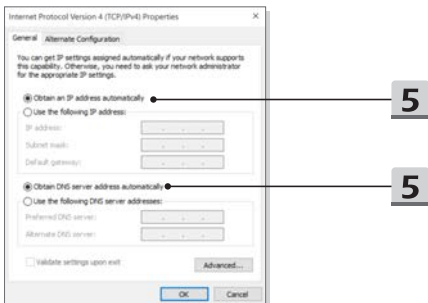 Internet Protocol Version 4 (TCP/IPv4) Properties
General Alternate Configuration
You can get IP settings assigned automatically if your network supports
this capability. Otherwise, you need to ask your network administrator
for the appropriate IP settings.
Obtain an IP address automatically
5
Use the following IP address:
IP address:
Subnet mask:
Default gateway:
Obtain DNS server address automatically
5
Use the following DNS server addresses:
Preferred DNS server:
Alternate DNS server:
Validate settings upon exit
Advanced...
OK Cancel